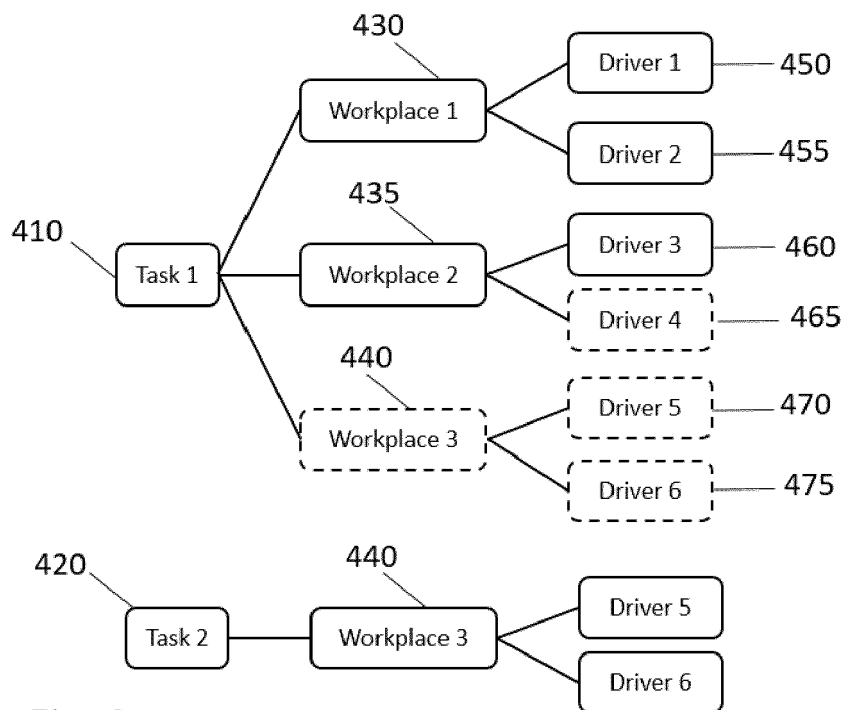 430
Driver 1
450
Workplace 1
Driver 2
455
435
410
Driver 3
460
Task 1
Workplace 2
Driver 4
465
440
Driver 5
470
Workplace 3
Driver 6
475
420
440
Driver 5
Task 2
Workplace 3
Driver 6